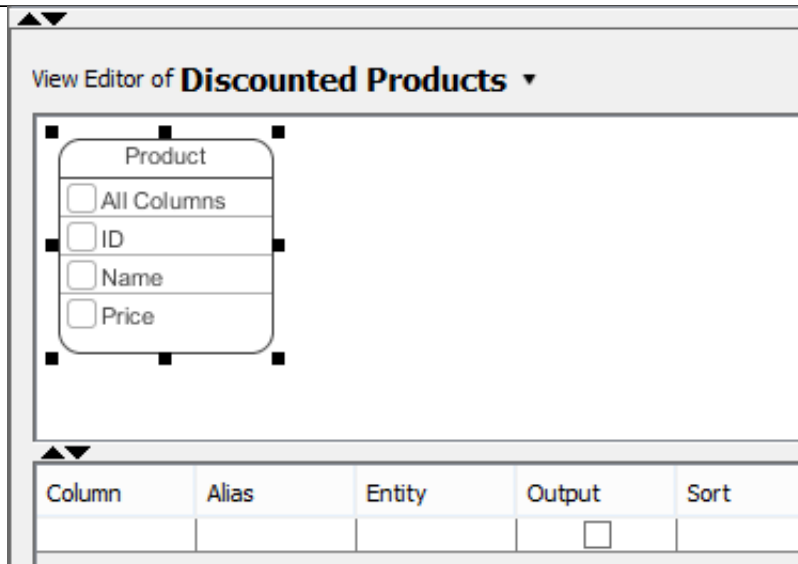 View Editor of Discounted Products
Product
All Columns
ID
Name
Price
Column Alias Entity Output Sort